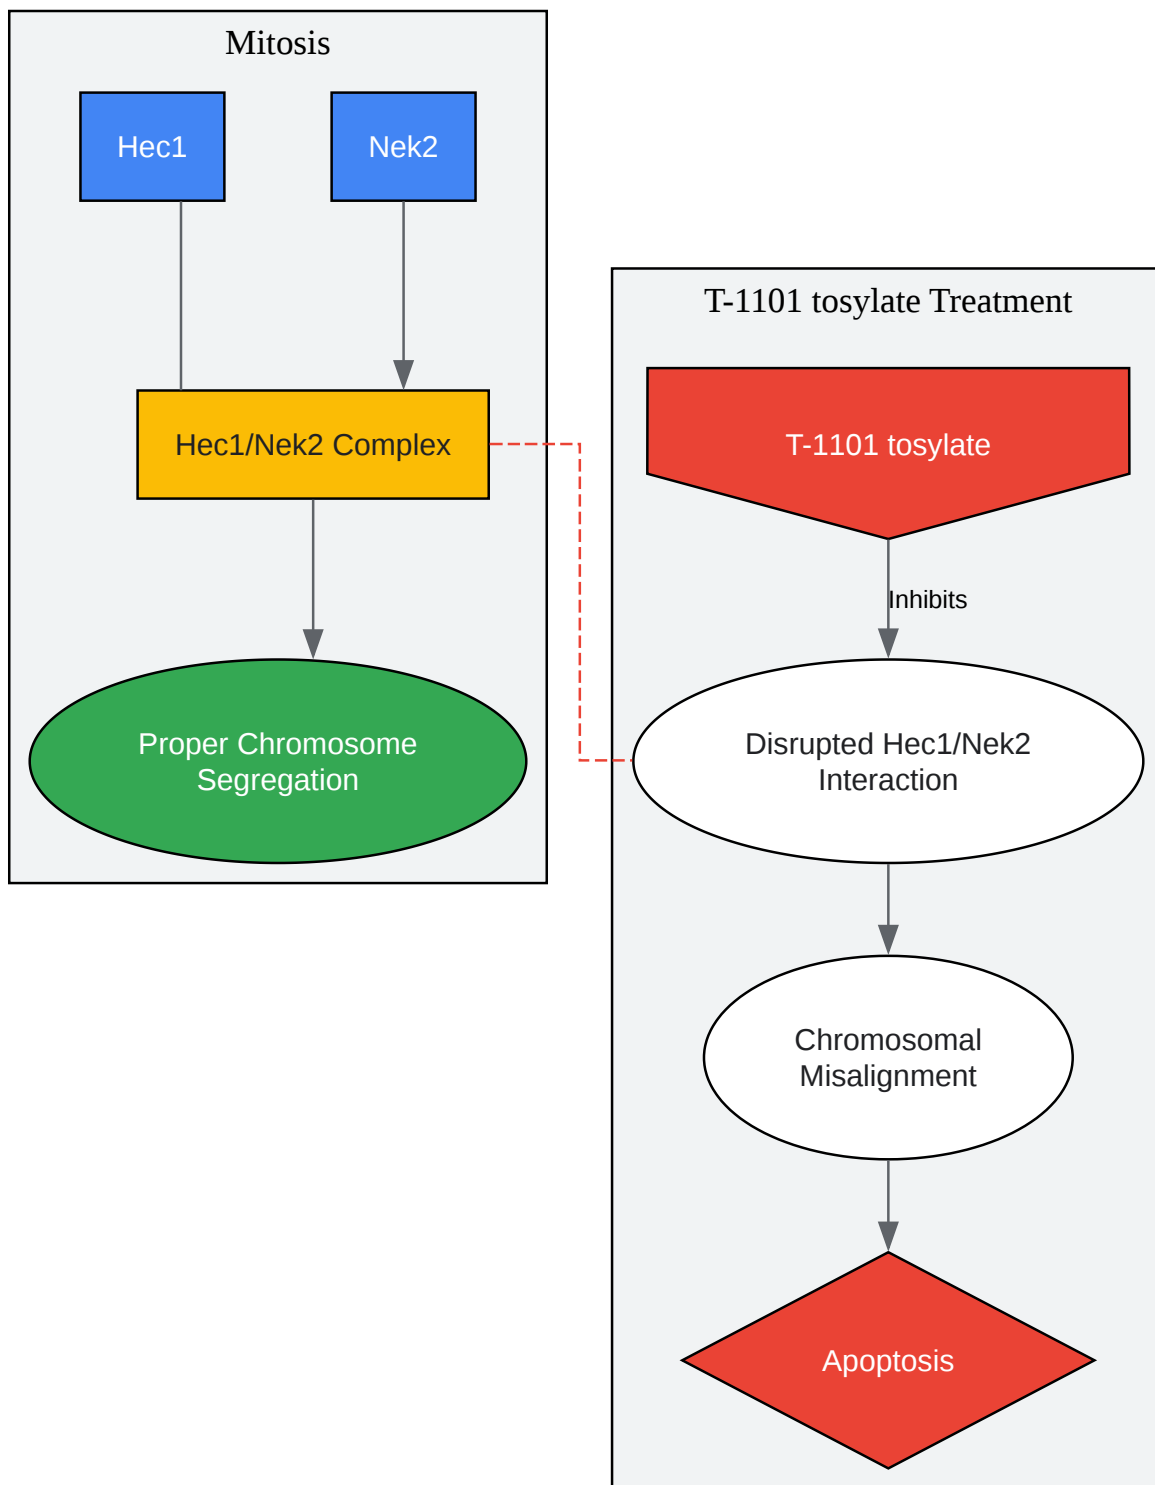 Mitosis
Hec1
Nek2
Hec1/Nek2 Complex
Proper Chromosome
Segregation
T-1101 tosylate Treatment
T-1101 tosylate
Inhibits
Disrupted Hec1/Nek2
Interaction
Chromosomal
Misalignment
Apoptosis